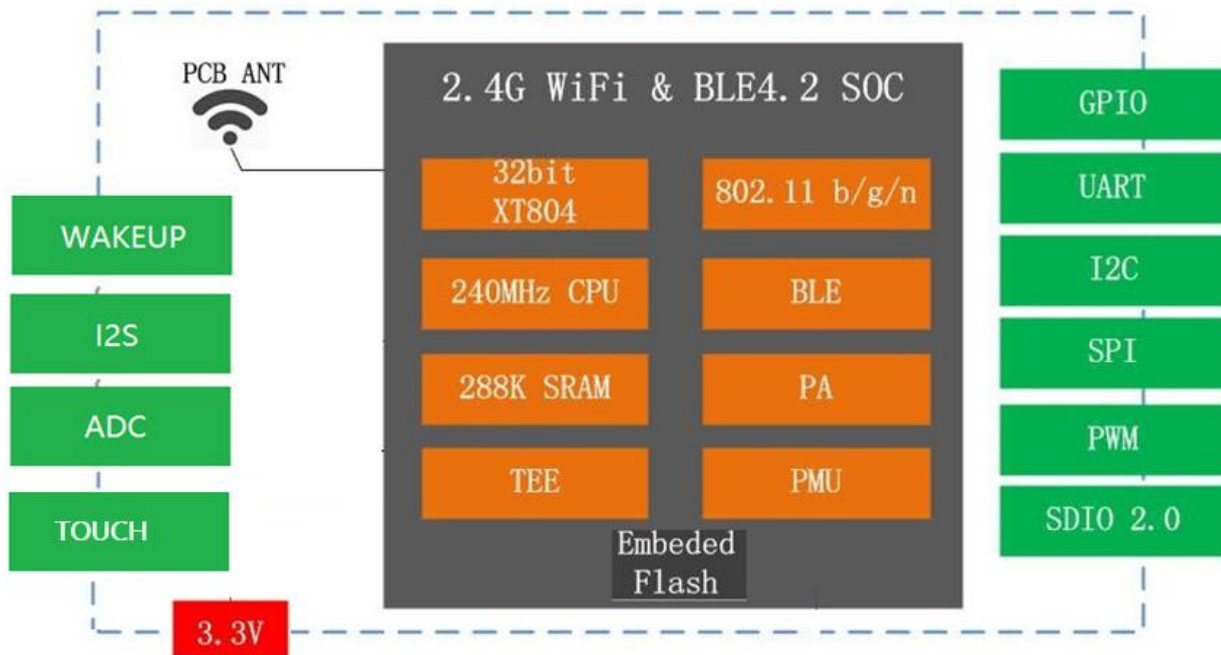 PCB ANT
2.4G WiFi & BLE4.2 SOC
32bit
XT804
802.11 b/g/n
240MHz CPU
BLE
288K SRAM
PA
TEE
PMU
Embeded
Flash
WAKEUP
I2S
ADC
TOUCH
3.3V
GPIO
UART
I2C
SPI
PWM
SDIO 2.0